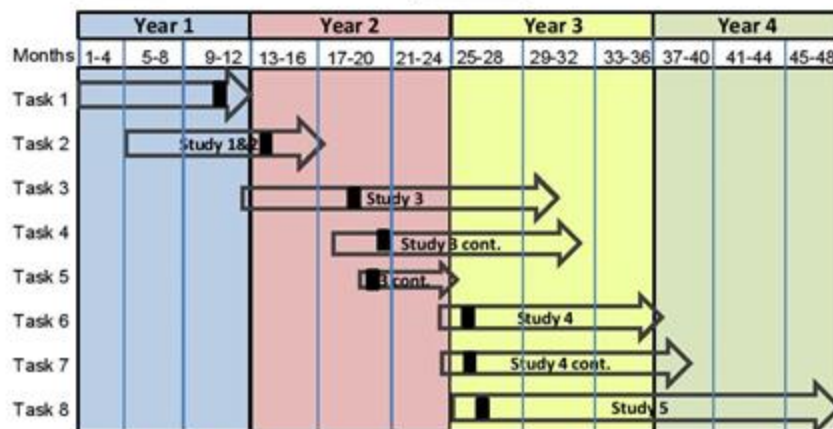 Year 1 Year 2 Year 3 Year 4
Months 1-4 5-8 9-12 13-16 17-20 21-24 25-28 29-32 33-36 37-40 41-44 45-48
Task 1
Task 2 Study 1&2
Task 3 Study 3
Task 4 Study 3 cont.
Task 5 3 cont.
Task 6 Study 4
Task 7 Study 4 cont.
Task 8 Study 5